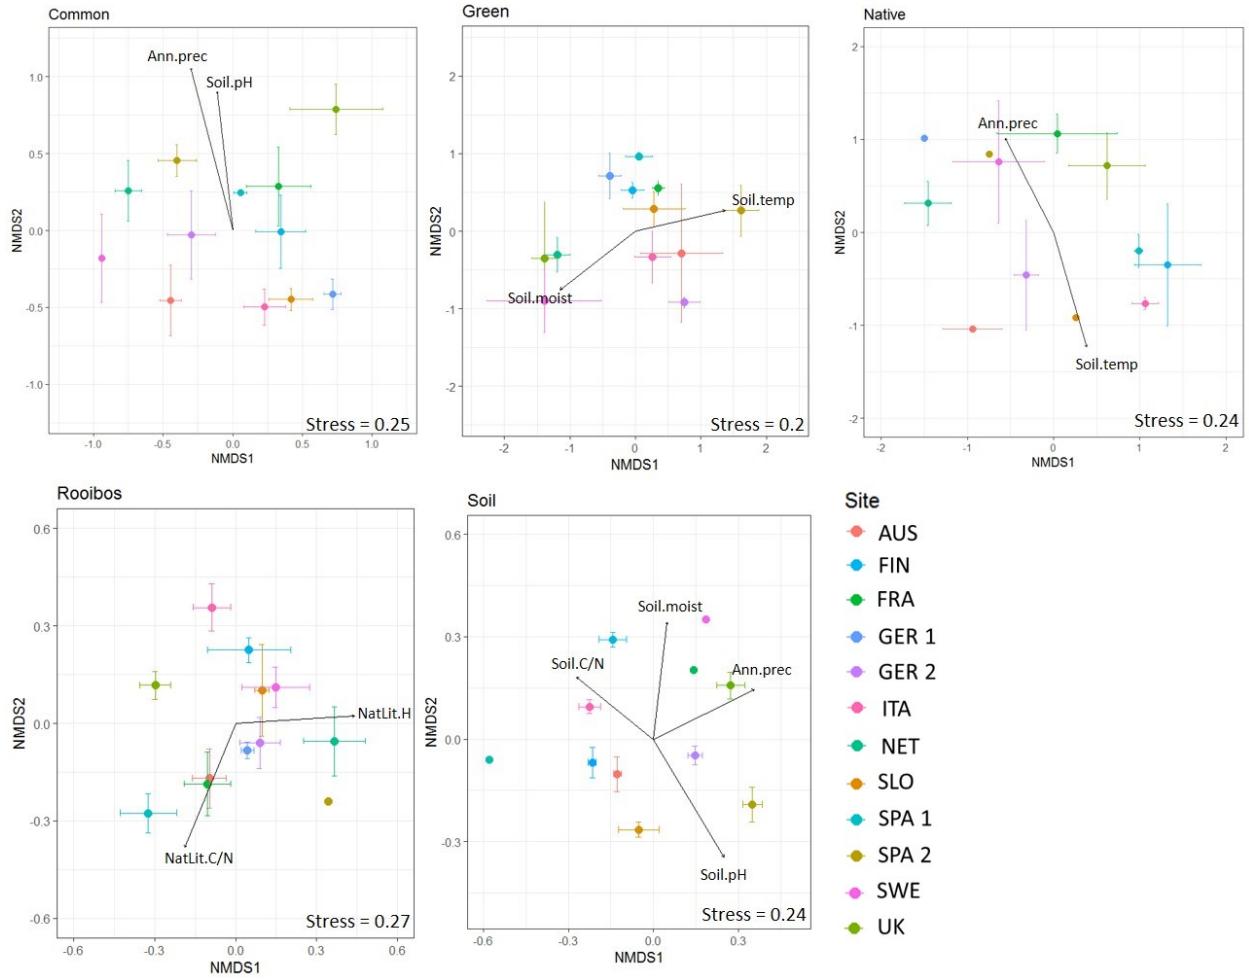 Common
Ann.prec
Soil.pH
1.0
0.5
0.0
-0.5
-1.0
NMDS2
Stress = 0.25
-1.0
-0.5
0.0
0.5
1.0
NMDS1
Green
2
1
0
-1
-2
NMDS2
Soil.temp
Soil.moist
Stress = 0.2
-2
-1
0
1
2
NMDS1
Native
2
1
0
-1
-2
NMDS2
Ann.prec
Soil.temp
Stress = 0.24
-2
-1
0
1
2
NMDS1
Rooibos
0.6
0.3
0.0
-0.3
-0.6
NMDS2
NatLit.H
NatLit.C/N
Stress = 0.27
-0.6
-0.3
0.0
0.3
0.6
NMDS1
Soil
0.6
0.3
0.0
-0.3
NMDS2
Soil.moist
Soil.C/N
Ann.prec
Soil.pH
Stress = 0.24
-0.6
-0.3
0.0
0.3
NMDS1
Site
AUS
FIN
FRA
GER 1
GER 2
ITA
NET
SLO
SPA 1
SPA 2
SWE
UK